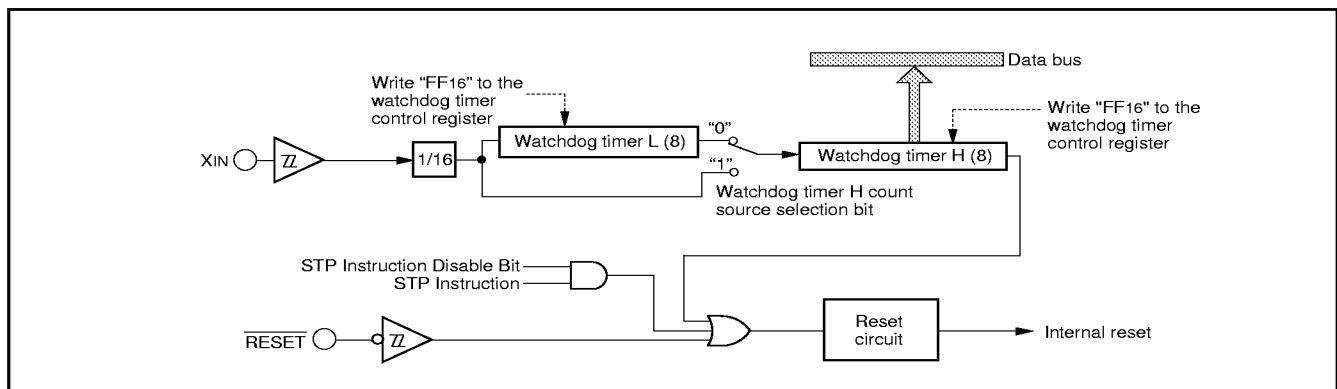 Data bus
Write "FF16" to the
watchdog timer
control register
Write "FF16" to the
watchdog timer
control register
"0"
XIN
1/16
Watchdog timer L (8)
Watchdog timer H (8)
"1"
Watchdog timer H count
source selection bit
STP Instruction Disable Bit
STP Instruction
RESET
Reset
circuit
Internal reset